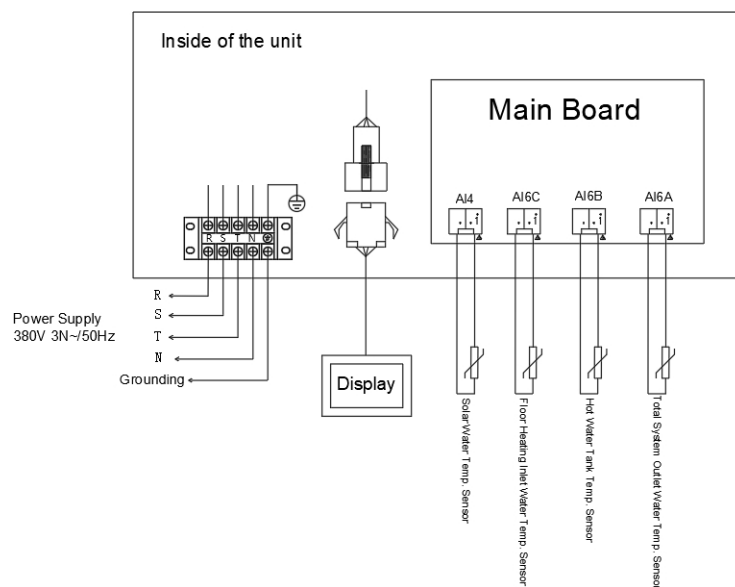 Inside of the unit
Main Board
AI4
AI6C
AI6B
AI6A
R S T N
R
S
T
N
Grounding
Power Supply
380V 3N~/50Hz
Display
Solar Water Temp. Sensor
Floor Heating Inlet Water Temp. Sensor
Hot Water Tank Temp. Sensor
Total System Outlet Water Temp. Sensor